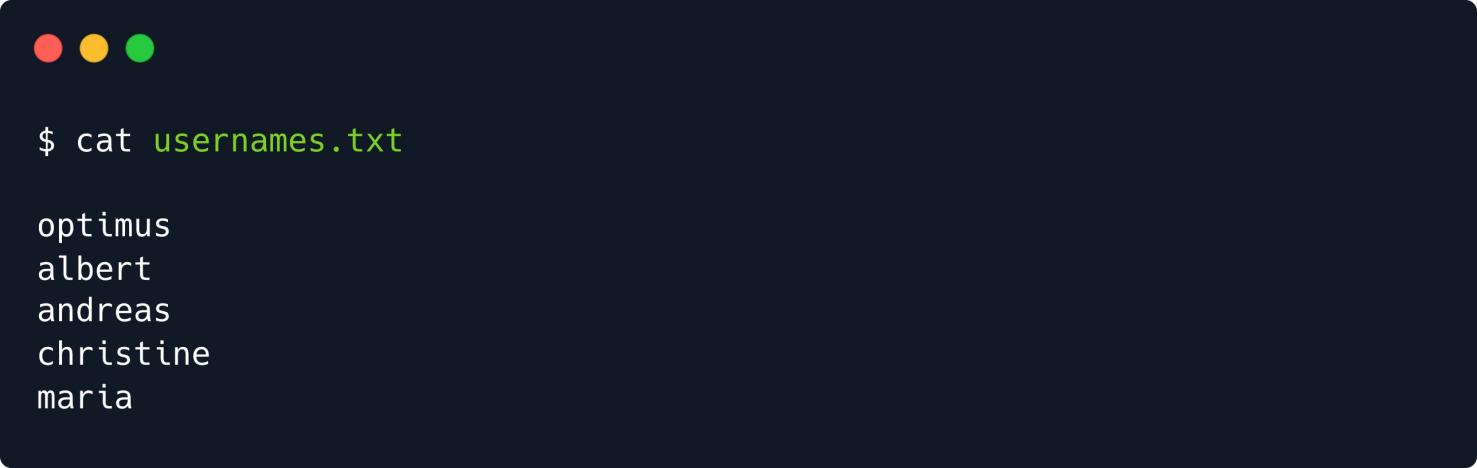 $ cat usernames.txt
optimus
albert
andreas
christine
maria